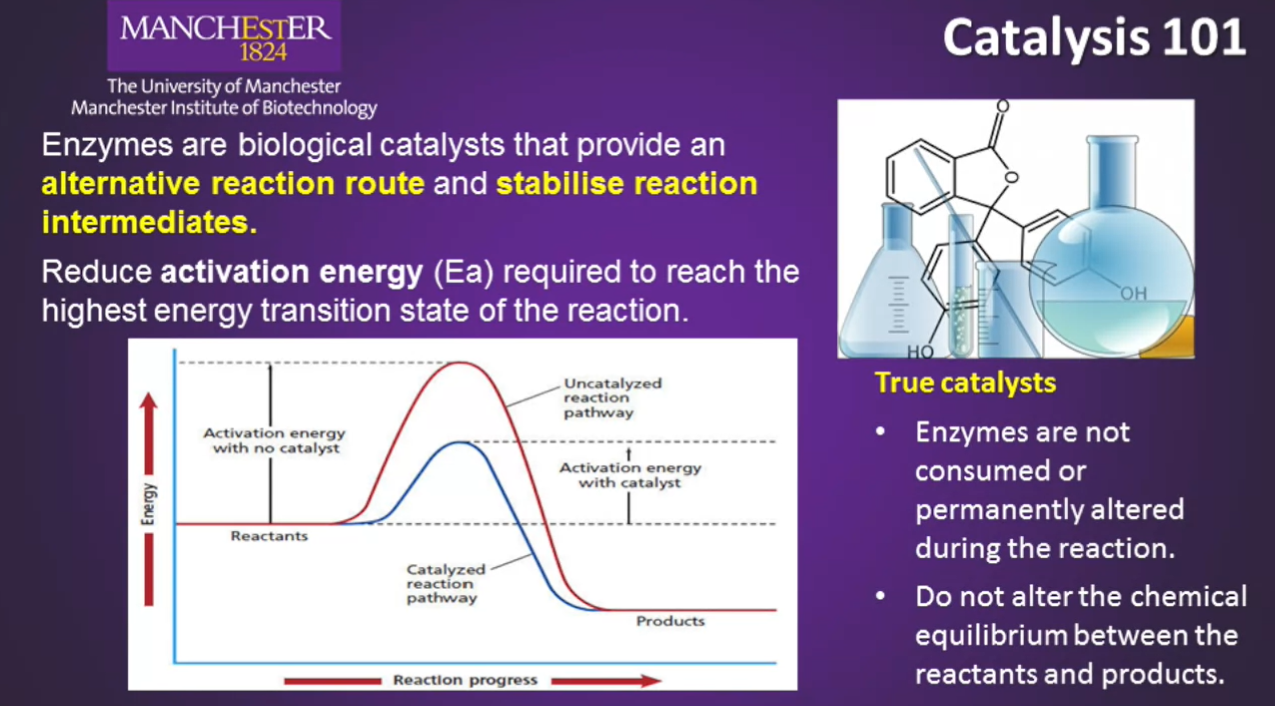 MANCHESTER
1824
The University of Manchester
Manchester Institute of Biotechnology
Catalysis 101
Enzymes are biological catalysts that provide an
alternative reaction route and stabilise reaction
intermediates.
Reduce activation energy (Ea) required to reach the
highest energy transition state of the reaction.
Energy
Activation energy
with no catalyst
Reactants
Uncatalyzed
reaction
pathway
Activation energy
with catalyst
Catalyzed
reaction
pathway
Products
Reaction progress
O
O
OH
HO
True catalysts
• Enzymes are not
consumed or
permanently altered
during the reaction.
• Do not alter the chemical
equilibrium between the
reactants and products.